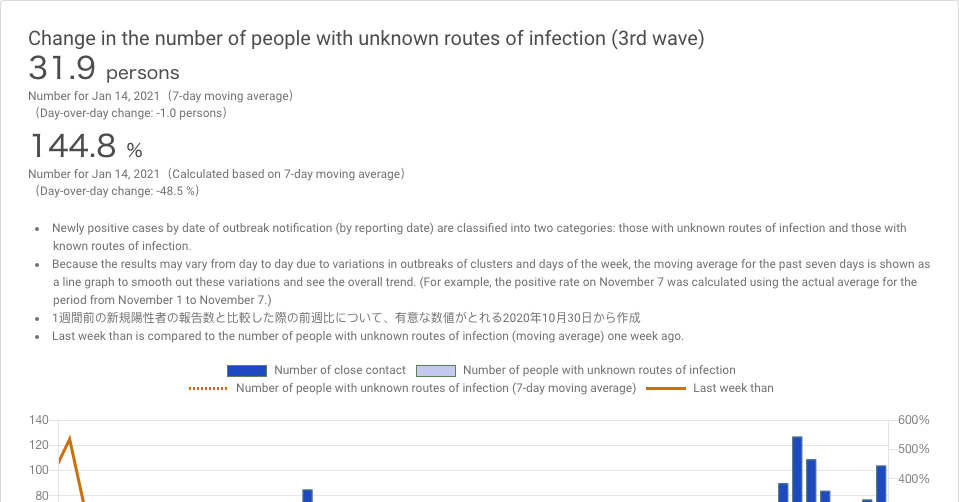 Change in the number of people with unknown routes of infection (3rd wave)
31.9 persons
Number for Jan 14, 2021（7-day moving average）
（Day-over-day change: -1.0 persons）
144.8 %
Number for Jan 14, 2021（Calculated based on 7-day moving average）
（Day-over-day change: -48.5 %）
• Newly positive cases by date of outbreak notification (by reporting date) are classified into two categories: those with unknown routes of infection and those with
known routes of infection.
• Because the results may vary from day to day due to variations in outbreaks of clusters and days of the week, the moving average for the past seven days is shown as
a line graph to smooth out these variations and see the overall trend. (For example, the positive rate on November 7 was calculated using the actual average for the
period from November 1 to November 7.)
• 1週間前の新規陽性者の報告数と比較した際の前週比について、有意な数値がとれる2020年10月30日から作成
• Last week than is compared to the number of people with unknown routes of infection (moving average) one week ago.
Number of close contact Number of people with unknown routes of infection
Number of people with unknown routes of infection (7-day moving average) Last week than
140 600%
120 500%
100 400%
80